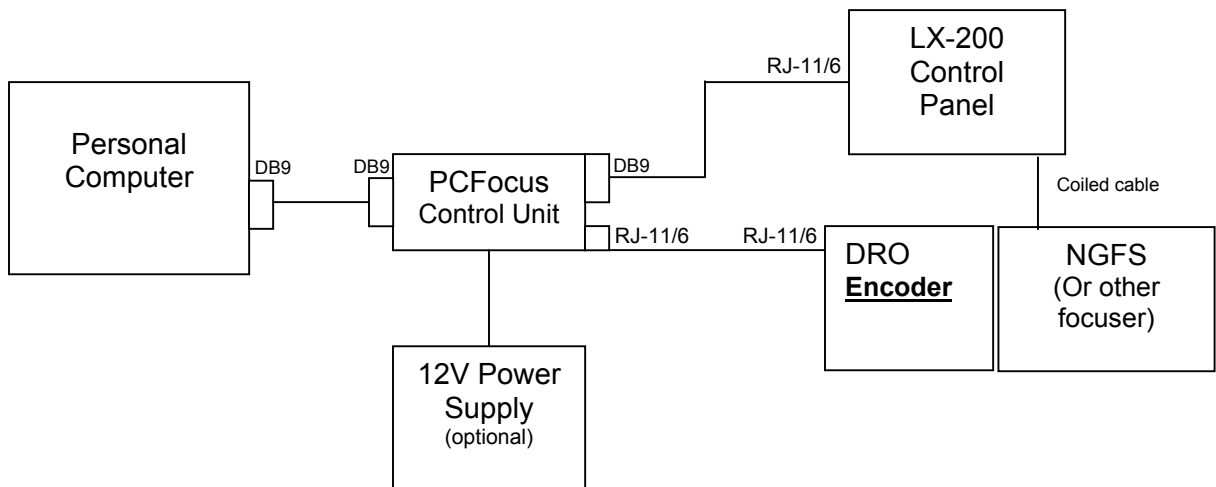 Personal
Computer
DB9
DB9
PCFocus
Control Unit
DB9
RJ-11/6
RJ-11/6
LX-200
Control
Panel
Coiled cable
RJ-11/6
DRO
Encoder
NGFS
(Or other
focuser)
12V Power
Supply
(optional)